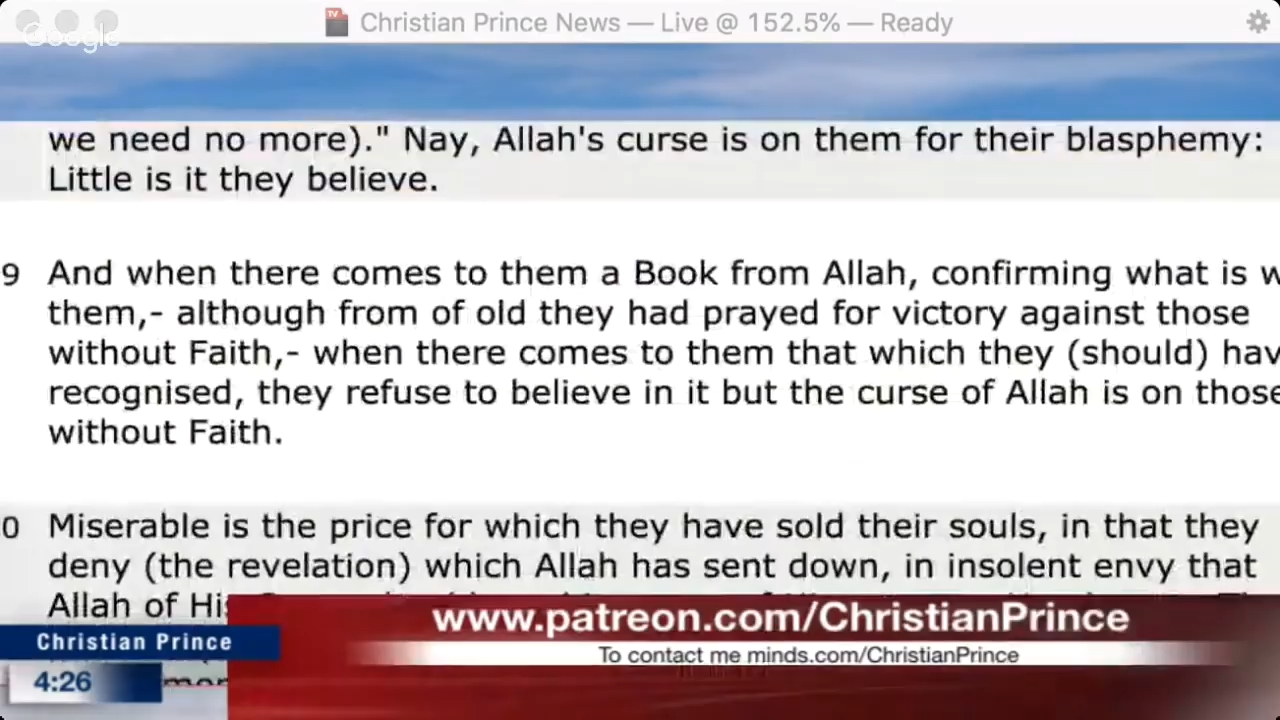 Christian Prince News — Live @ 152.5% — Ready
Google
we need no more)." Nay, Allah's curse is on them for their blasphemy:
Little is it they believe.
9 And when there comes to them a Book from Allah, confirming what is w
them,- although from of old they had prayed for victory against those
without Faith,- when there comes to them that which they (should) hav
recognised, they refuse to believe in it but the curse of Allah is on those
without Faith.
0 Miserable is the price for which they have sold their souls, in that they
deny (the revelation) which Allah has sent down, in insolent envy that
Allah of His
www.patreon.com/ChristianPrince
Christian Prince
To contact me minds.com/ChristianPrince
4:26